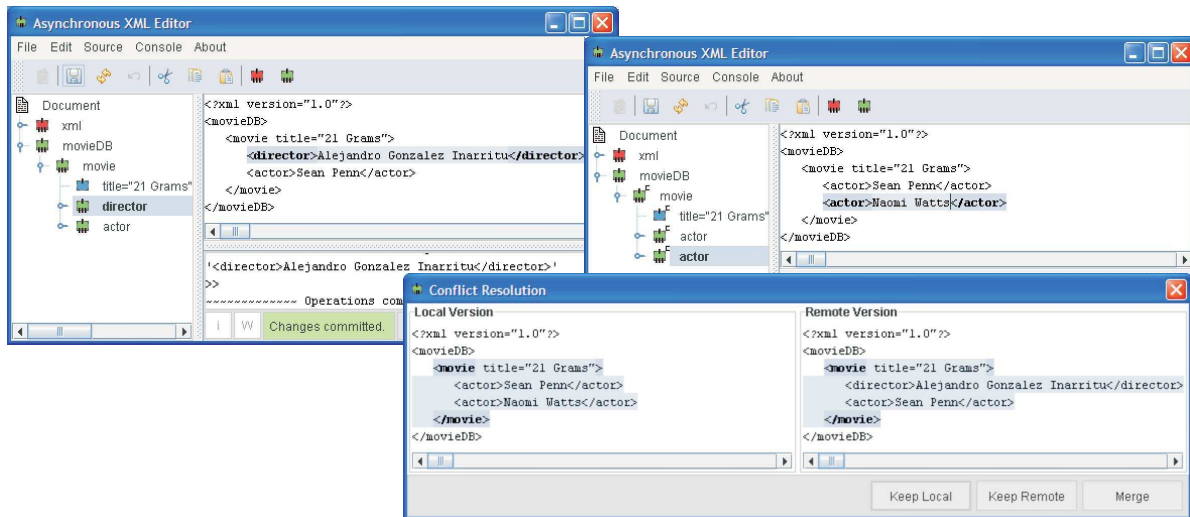 Asynchronous XML Editor
File Edit Source Console About
Document
xml
movieDB
movie
title="21 Grams"
director
actor
<?xml version="1.0"?>
<movieDB>
<movie title="21 Grams">
<director>Alejandro Gonzalez Inarritu</director>
<actor>Sean Penn</actor>
</movie>
</movieDB>
'<director>Alejandro Gonzalez Inarritu</director>'
>>
~~~~~~~~~~~~~ Operations com
i W Changes committed.
Asynchronous XML Editor
File Edit Source Console About
Document
xml
movieDB
F
movie
F
title="21 Grams"
F
actor
F
actor
<?xml version="1.0"?>
<movieDB>
<movie title="21 Grams">
<actor>Sean Penn</actor>
<actor>Naomi Watts</actor>
</movie>
</movieDB>
Conflict Resolution
Local Version
<?xml version="1.0"?>
<movieDB>
<movie title="21 Grams">
<actor>Sean Penn</actor>
<actor>Naomi Watts</actor>
</movie>
</movieDB>
Remote Version
<?xml version="1.0"?>
<movieDB>
<movie title="21 Grams">
<director>Alejandro Gonzalez Inarritu</director>
<actor>Sean Penn</actor>
</movie>
</movieDB>
Keep Local Keep Remote Merge